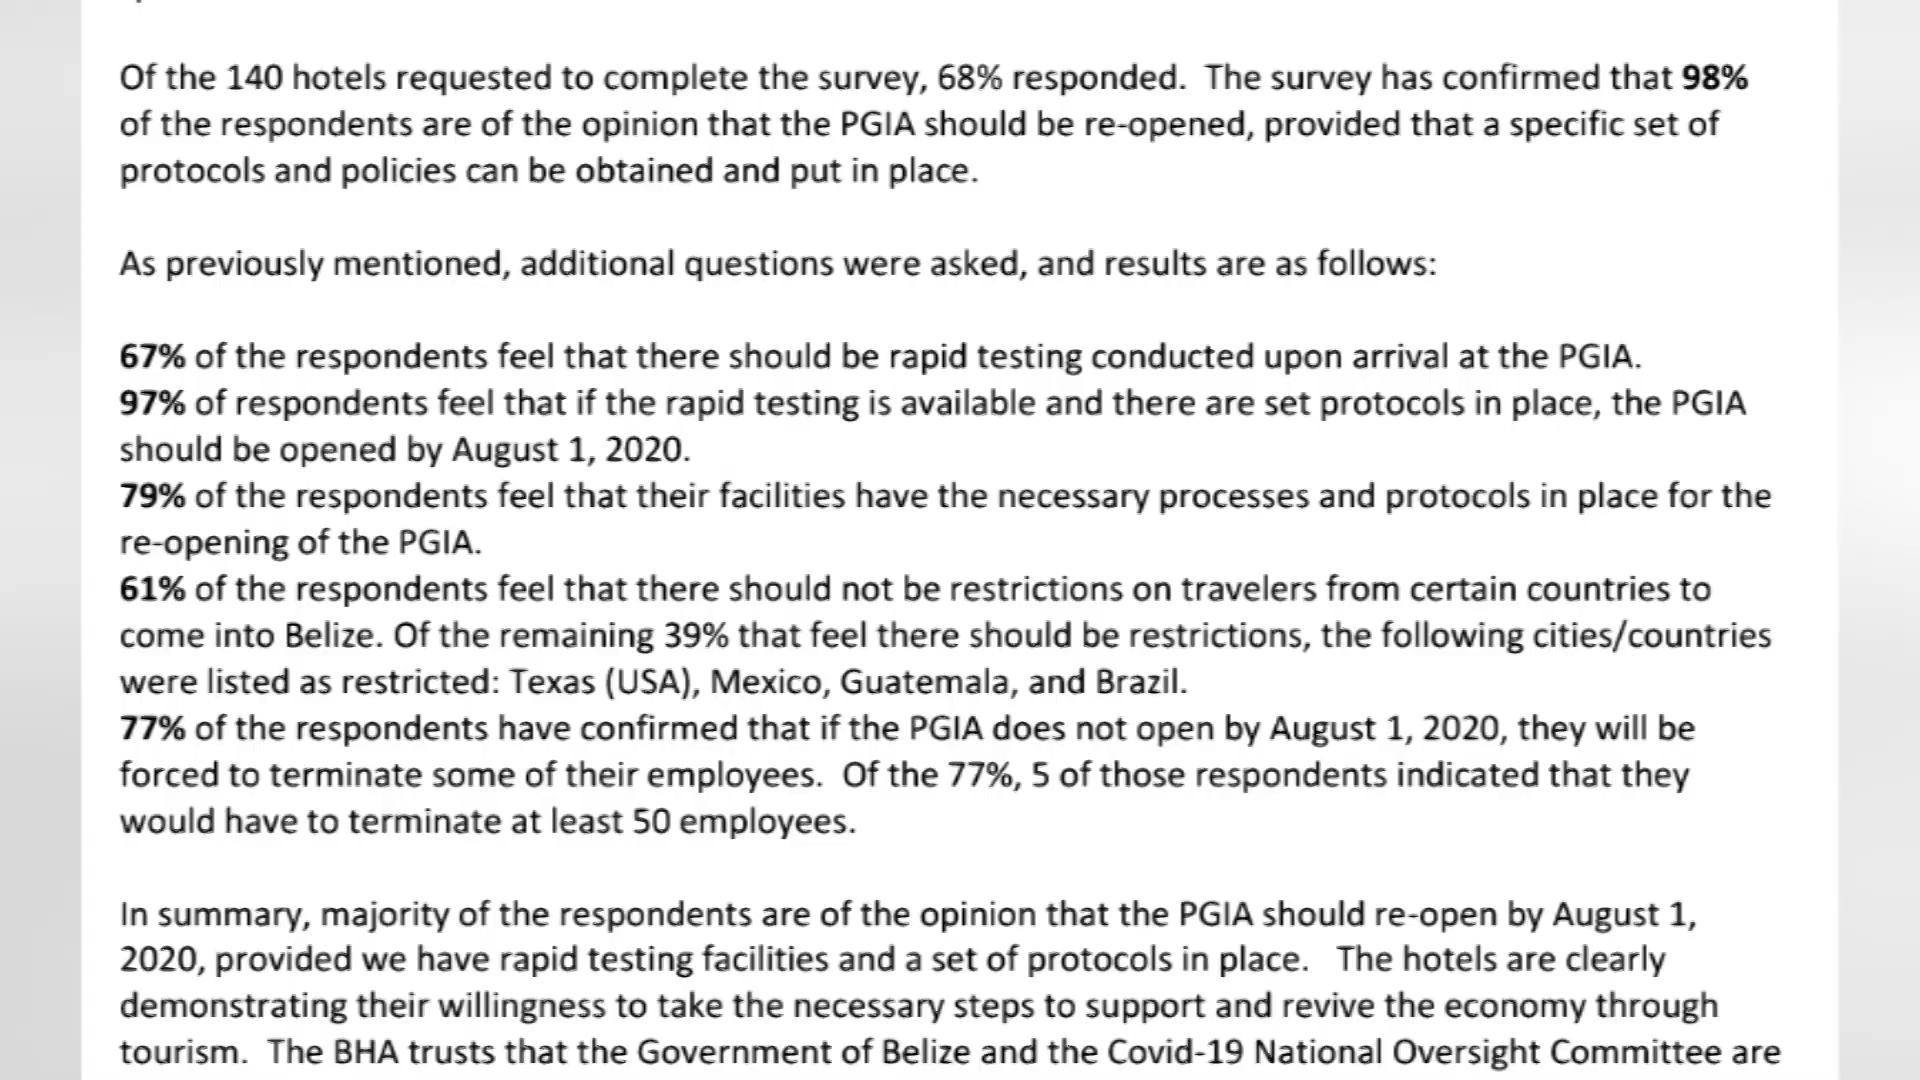 Of the 140 hotels requested to complete the survey, 68% responded.  The survey has confirmed that 98%
of the respondents are of the opinion that the PGIA should be re-opened, provided that a specific set of
protocols and policies can be obtained and put in place.
As previously mentioned, additional questions were asked, and results are as follows:
67% of the respondents feel that there should be rapid testing conducted upon arrival at the PGIA.
97% of respondents feel that if the rapid testing is available and there are set protocols in place, the PGIA
should be opened by August 1, 2020.
79% of the respondents feel that their facilities have the necessary processes and protocols in place for the
re-opening of the PGIA.
61% of the respondents feel that there should not be restrictions on travelers from certain countries to
come into Belize. Of the remaining 39% that feel there should be restrictions, the following cities/countries
were listed as restricted: Texas (USA), Mexico, Guatemala, and Brazil.
77% of the respondents have confirmed that if the PGIA does not open by August 1, 2020, they will be
forced to terminate some of their employees.  Of the 77%, 5 of those respondents indicated that they
would have to terminate at least 50 employees.
In summary, majority of the respondents are of the opinion that the PGIA should re-open by August 1,
2020, provided we have rapid testing facilities and a set of protocols in place.   The hotels are clearly
demonstrating their willingness to take the necessary steps to support and revive the economy through
tourism.  The BHA trusts that the Government of Belize and the Covid-19 National Oversight Committee are